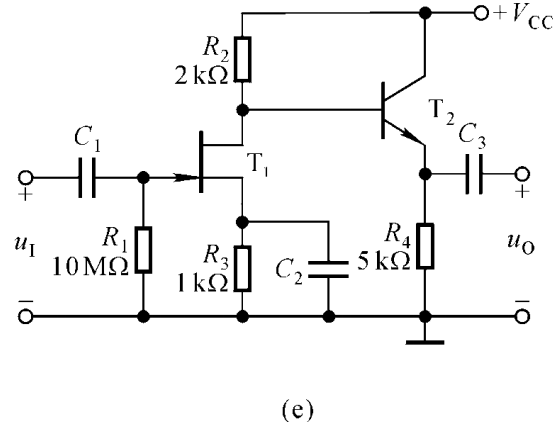 +V_CC
R_2
2 kΩ
T_2
C_1
T_1
C_3
+
+
u_I
R_1
10 MΩ
R_3
1 kΩ
C_2
R_4
5 kΩ
u_O
−
−
(e)